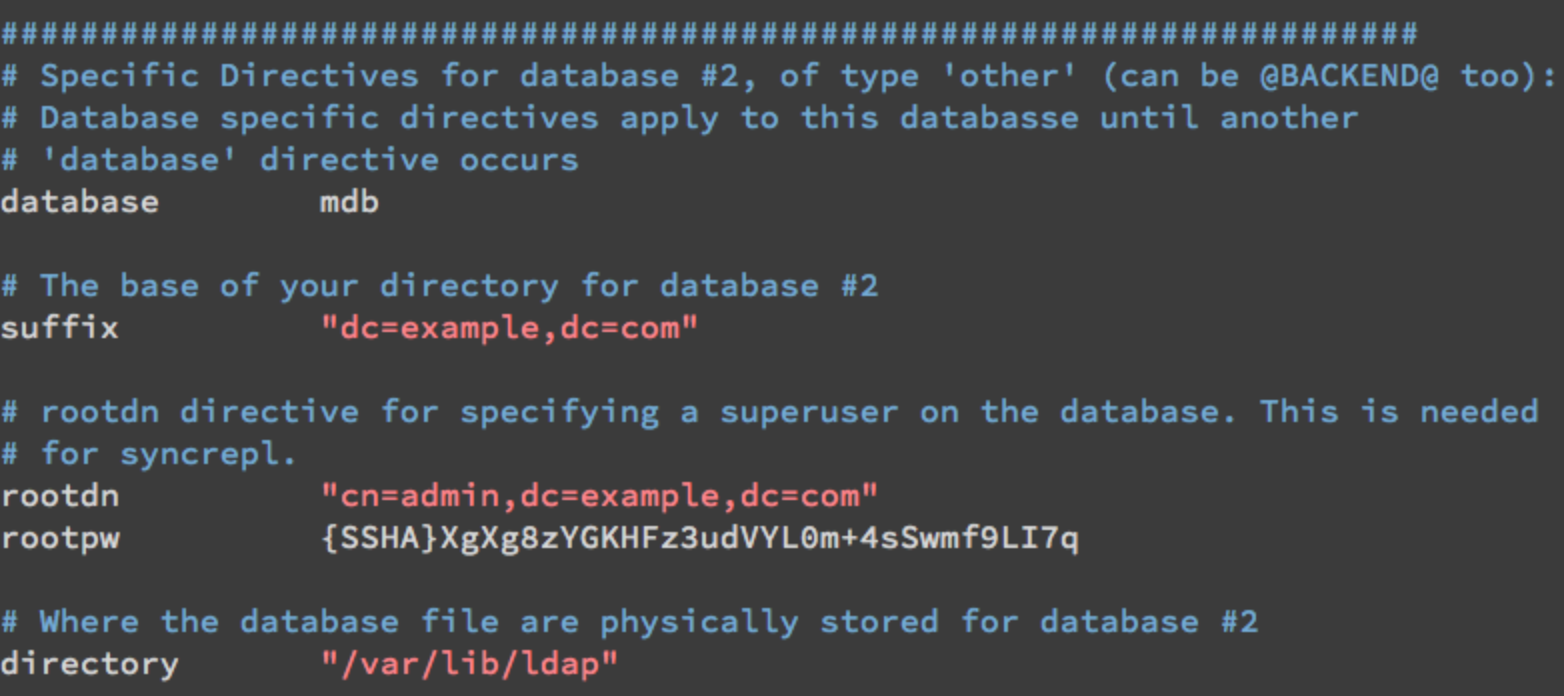 #######################################################################
# Specific Directives for database #2, of type 'other' (can be @BACKEND@ too):
# Database specific directives apply to this databasse until another
# 'database' directive occurs
database        mdb

# The base of your directory for database #2
suffix          "dc=example,dc=com"

# rootdn directive for specifying a superuser on the database. This is needed
# for syncrepl.
rootdn          "cn=admin,dc=example,dc=com"
rootpw          {SSHA}XgXg8zYGKHFz3udVYL0m+4sSwmf9LI7q

# Where the database file are physically stored for database #2
directory       "/var/lib/ldap"